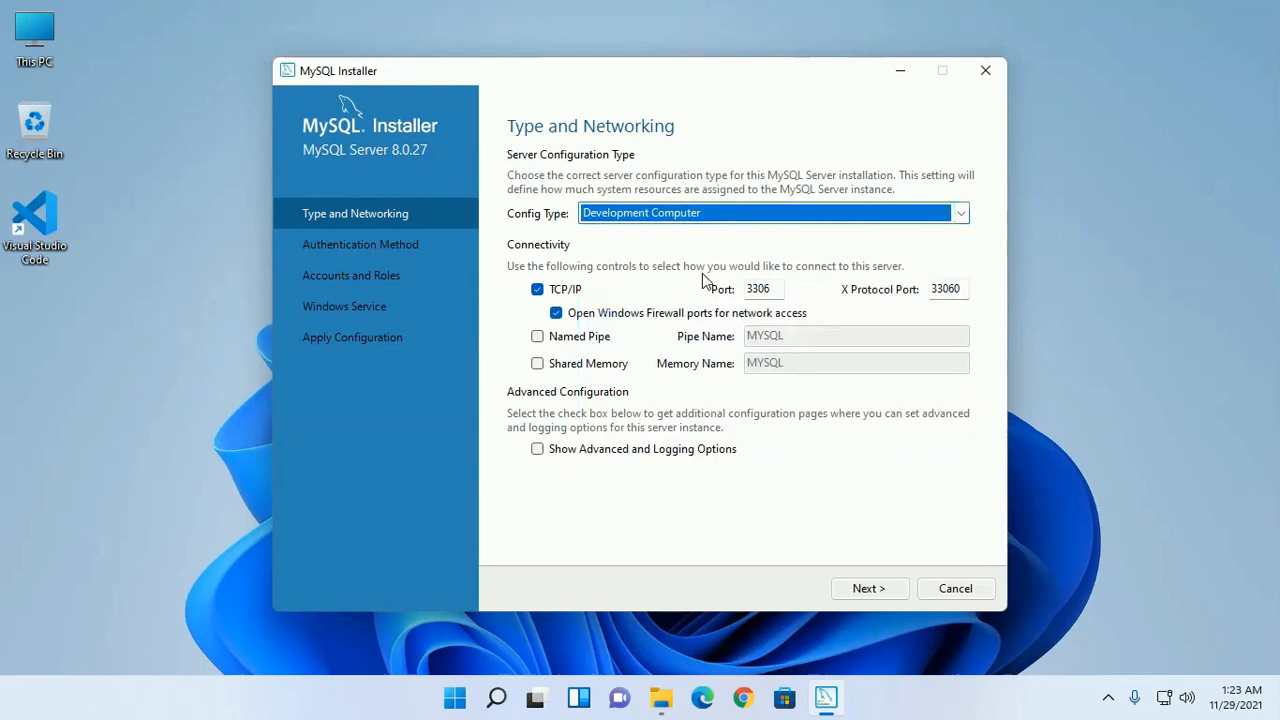 This PC
Recycle Bin
Visual Studio
Code
MySQL Installer
MySQL. Installer
MySQL Server 8.0.27
Type and Networking
Authentication Method
Accounts and Roles
Windows Service
Apply Configuration
Type and Networking
Server Configuration Type
Choose the correct server configuration type for this MySQL Server installation. This setting will
define how much system resources are assigned to the MySQL Server instance.
Config Type: Development Computer
Connectivity
Use the following controls to select how you would like to connect to this server.
TCP/IP Port: 3306 X Protocol Port: 33060
Open Windows Firewall ports for network access
Named Pipe Pipe Name: MYSQL
Shared Memory Memory Name: MYSQL
Advanced Configuration
Select the check box below to get additional configuration pages where you can set advanced
and logging options for this server instance.
Show Advanced and Logging Options
Next > Cancel
1:23 AM
11/29/2021